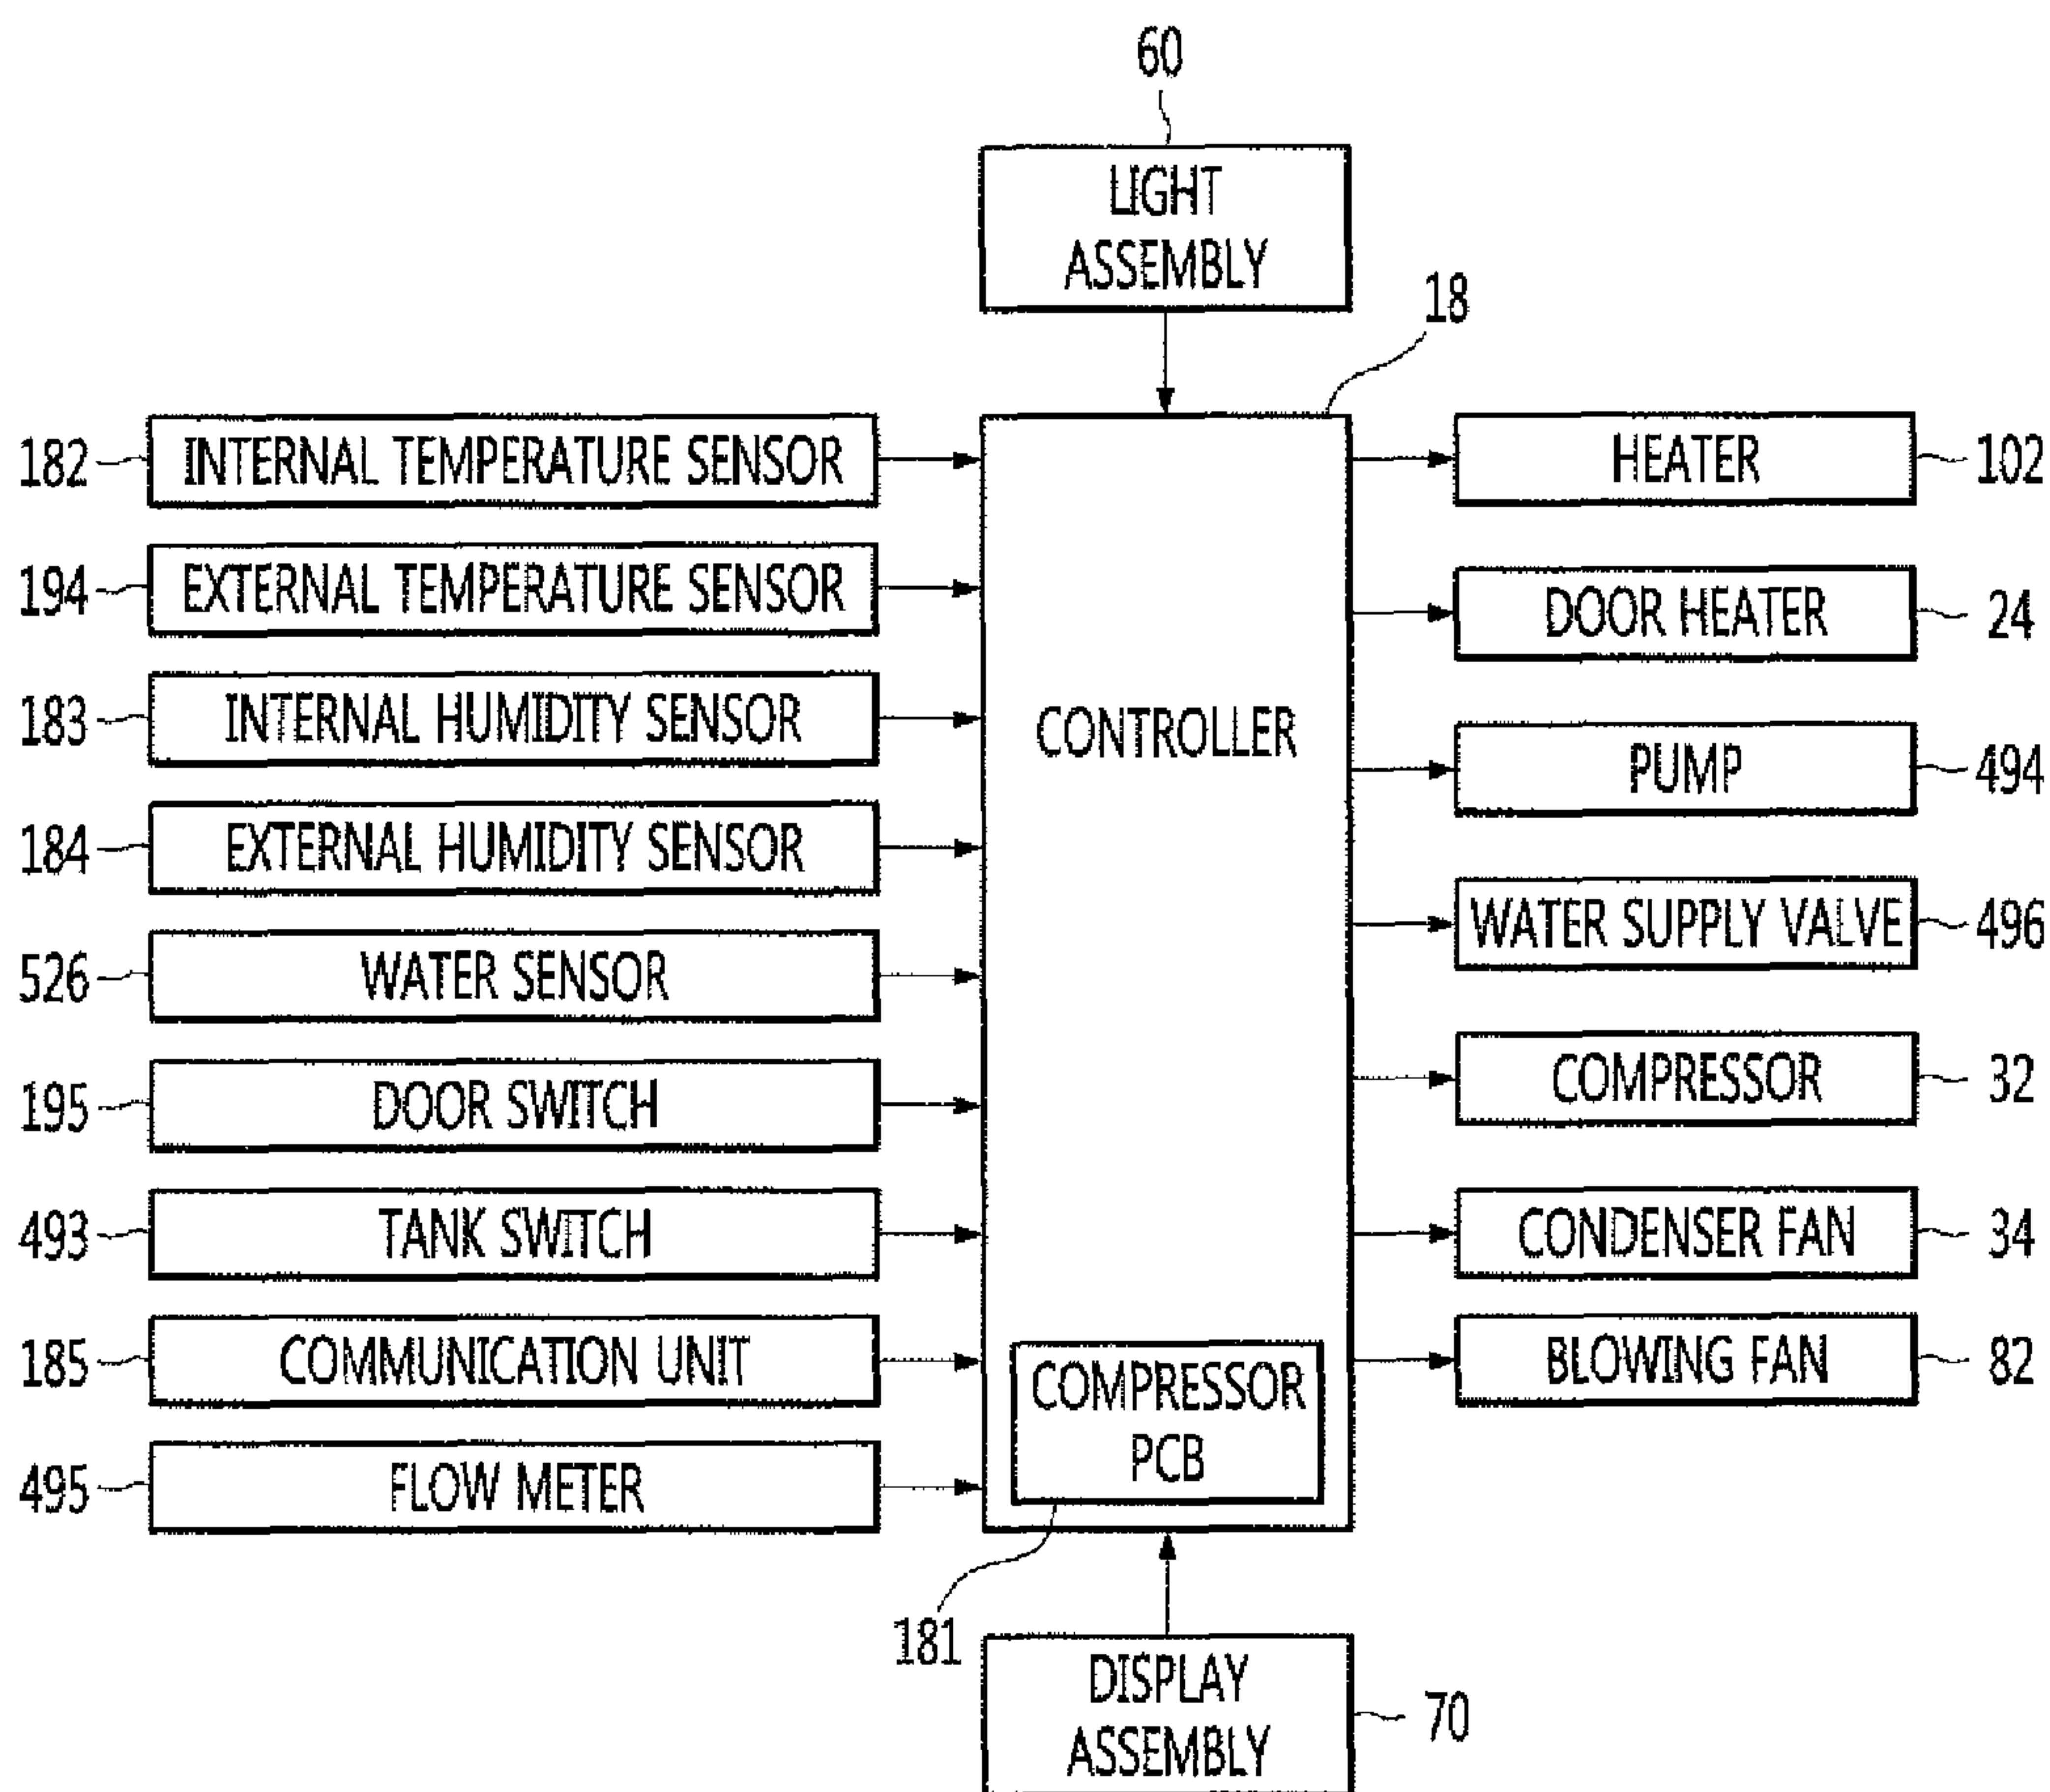 60
LIGHT
ASSEMBLY
18
182 INTERNAL TEMPERATURE SENSOR
HEATER 102
194 EXTERNAL TEMPERATURE SENSOR
DOOR HEATER 24
183 INTERNAL HUMIDITY SENSOR
CONTROLLER
PUMP 494
184 EXTERNAL HUMIDITY SENSOR
WATER SUPPLY VALVE 496
526 WATER SENSOR
COMPRESSOR 32
195 DOOR SWITCH
493 TANK SWITCH
CONDENSER FAN 34
185 COMMUNICATION UNIT
BLOWING FAN 82
COMPRESSOR
PCB
495 FLOW METER
181
DISPLAY
ASSEMBLY
70